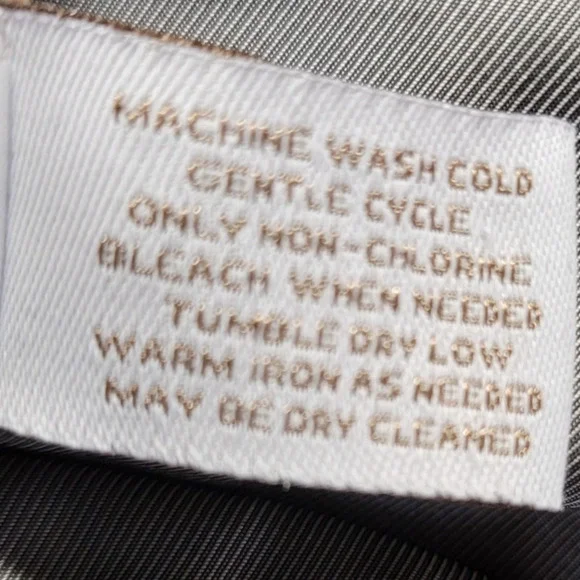 MACHINE WASH COLD
GENTLE CYCLE
ONLY NON-CHLORINE
BLEACH WHEN NEEDED
TUMBLE DRY LOW
WARM IRON AS NEEDED
MAY BE DRY CLEANED